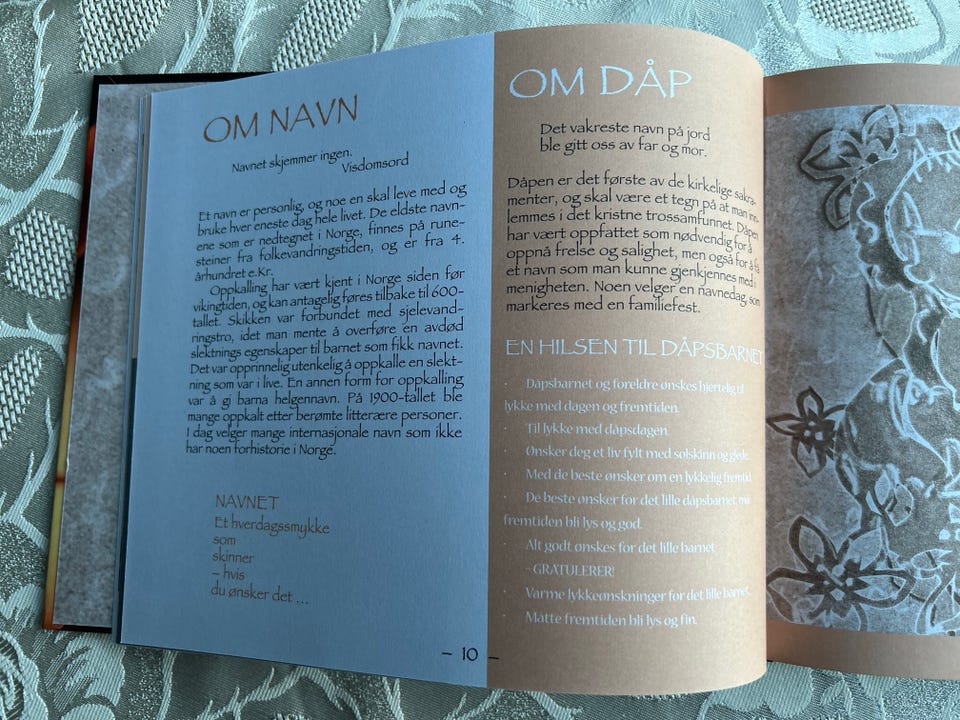 OM NAVN
Navnet skjemmer ingen.
Visdomsord
Et navn er personlig, og noe en skal leve med og
bruke hver eneste dag hele livet. De eldste navn-
ene som er nedtegnet i Norge, finnes på rune-
steiner fra folkevandringstiden, og er fra 4.
århundret e.Kr.
Oppkalling har vært kjent i Norge siden før
vikingtiden, og kan antagelig føres tilbake til 600-
tallet. Skikken var forbundet med sjelevand-
ringstro, idet man mente å overføre en avdød
slektnings egenskaper til barnet som fikk navnet.
Det var opprinnelig utenkelig å oppkalle en slekt-
ning som var i live. En annen form for oppkalling
var å gi barna helgennavn. På 1900-tallet ble
mange oppkalt etter berømte litterære personer.
I dag velger mange internasjonale navn som ikke
har noen forhistorie i Norge.
NAVNET
Et hverdagssmykke
som
skinner
– hvis
du ønsker det ...
– 10 –
OM DÅP
Det vakreste navn på jord
ble gitt oss av far og mor.
Dåpen er det første av de kirkelige sakra-
menter, og skal være et tegn på at man inn-
lemmes i det kristne trossamfunnet. Dåpen
har vært oppfattet som nødvendig for å
oppnå frelse og salighet, men også for å få
et navn som man kunne gjenkjennes med i
menigheten. Noen velger en navnedag, som
markeres med en familiefest.
EN HILSEN TIL DÅPSBARNET
· Dåpsbarnet og foreldre ønskes hjertelig til
lykke med dagen og fremtiden.
· Til lykke med dåpsdagen.
· Ønsker deg et liv fylt med solskinn og glede.
· Med de beste ønsker om en lykkelig fremtid.
· De beste ønsker for det lille dåpsbarnet, må
fremtiden bli lys og god.
· Alt godt ønskes for det lille barnet
– GRATULERER!
· Varme lykkeønskninger for det lille barnet.
· Måtte fremtiden bli lys og fin.